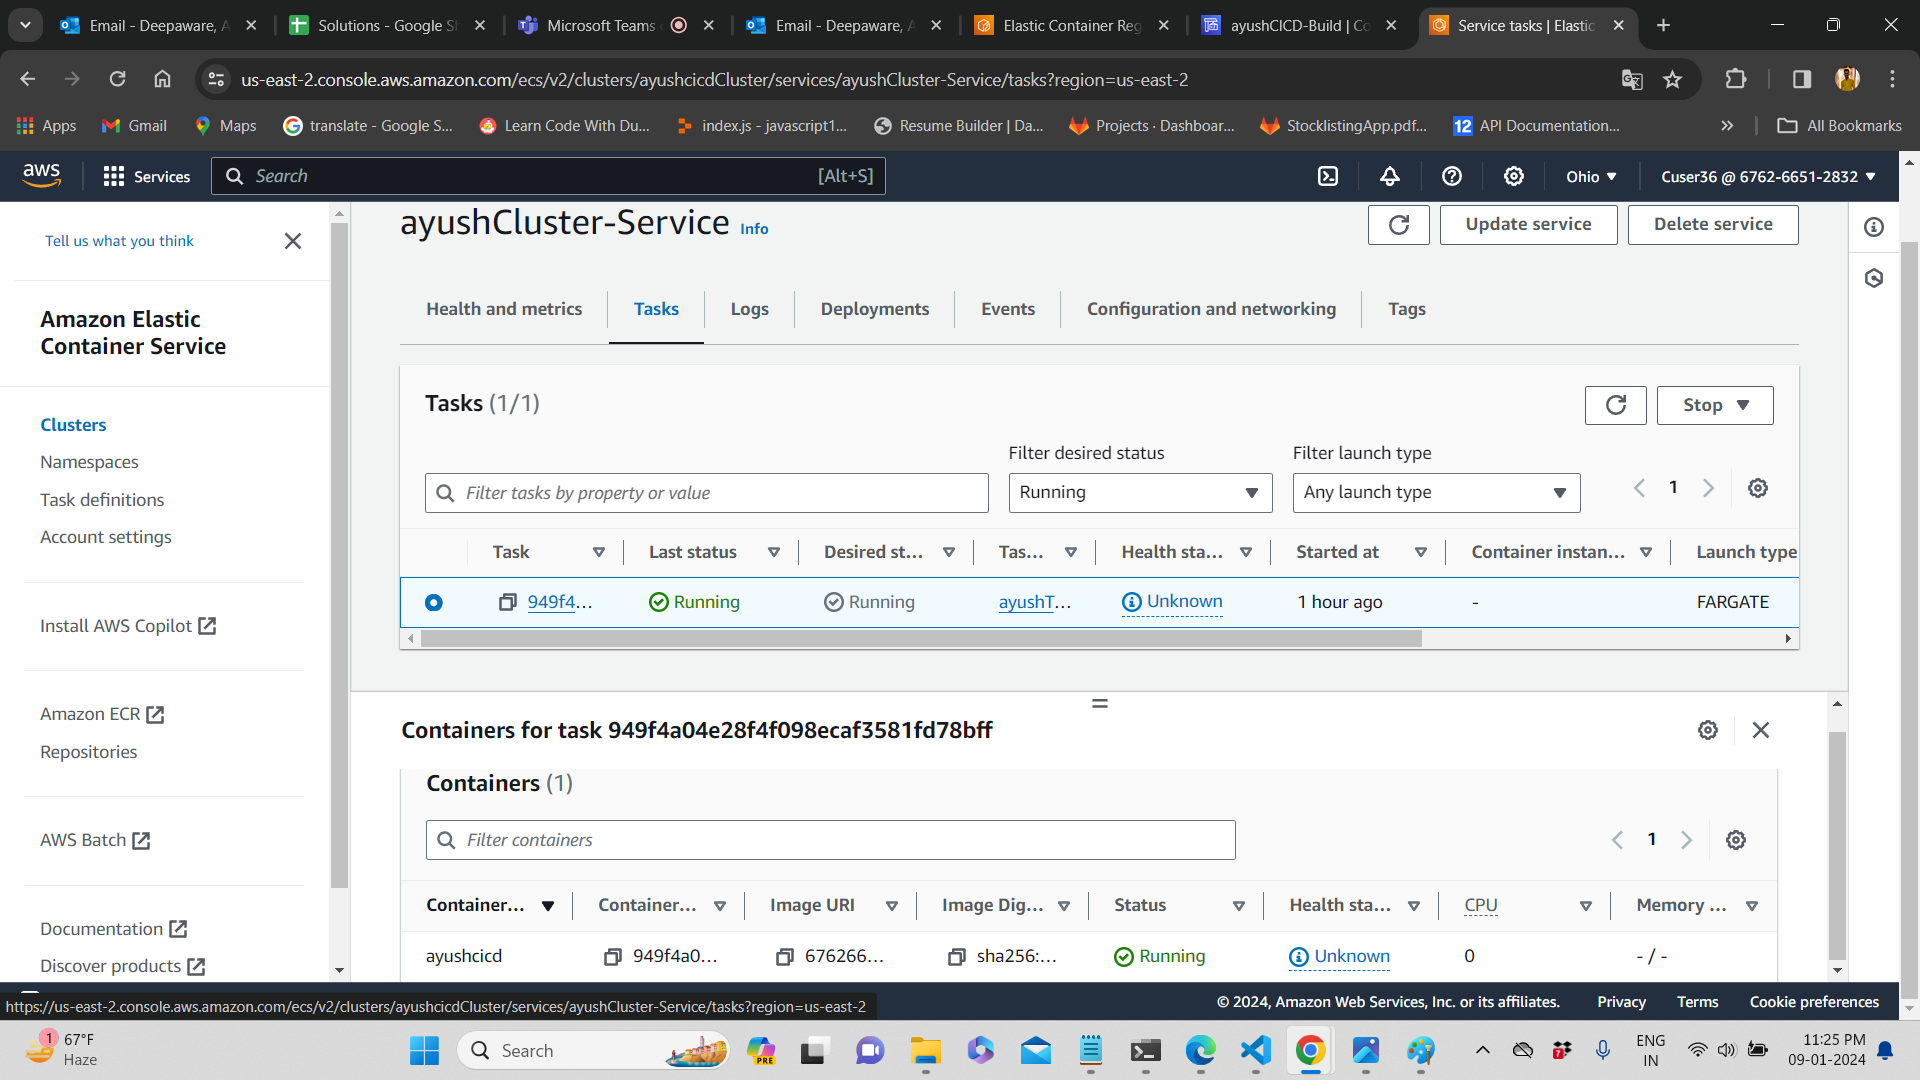 Email - Deepaware, A
Solutions - Google Sh
Microsoft Teams
Email - Deepaware, A
Elastic Container Reg
ayushCICD-Build | Co
Service tasks | Elastic
us-east-2.console.aws.amazon.com/ecs/v2/clusters/ayushcicdCluster/services/ayushCluster-Service/tasks?region=us-east-2
Apps
Gmail
Maps
translate - Google S...
Learn Code With Du...
index.js - javascript1...
Resume Builder | Da...
Projects · Dashboar...
StocklistingApp.pdf...
12
API Documentation...
All Bookmarks
aws
Services
Search
[Alt+S]
Ohio
Cuser36 @ 6762-6651-2832
Tell us what you think
Amazon Elastic
Container Service
Clusters
Namespaces
Task definitions
Account settings
Install AWS Copilot
Amazon ECR
Repositories
AWS Batch
Documentation
Discover products
ayushCluster-Service Info
Update service
Delete service
Health and metrics
Tasks
Logs
Deployments
Events
Configuration and networking
Tags
Tasks (1/1)
Stop
Filter desired status
Filter launch type
Filter tasks by property or value
Running
Any launch type
1
Task
Last status
Desired st...
Tas...
Health sta...
Started at
Container instan...
Launch type
949f4...
Running
Running
ayushT...
Unknown
1 hour ago
-
FARGATE
Containers for task 949f4a04e28f4f098ecaf3581fd78bff
Containers (1)
Filter containers
1
Container...
Container...
Image URI
Image Dig...
Status
Health sta...
CPU
Memory ...
ayushcicd
949f4a0...
676266...
sha256:...
Running
Unknown
0
- / -
https://us-east-2.console.aws.amazon.com/ecs/v2/clusters/ayushcicdCluster/services/ayushCluster-Service/tasks?region=us-east-2
© 2024, Amazon Web Services, Inc. or its affiliates.
Privacy
Terms
Cookie preferences
1
67°F
Haze
Search
PRE
7
ENG
IN
11:25 PM
09-01-2024